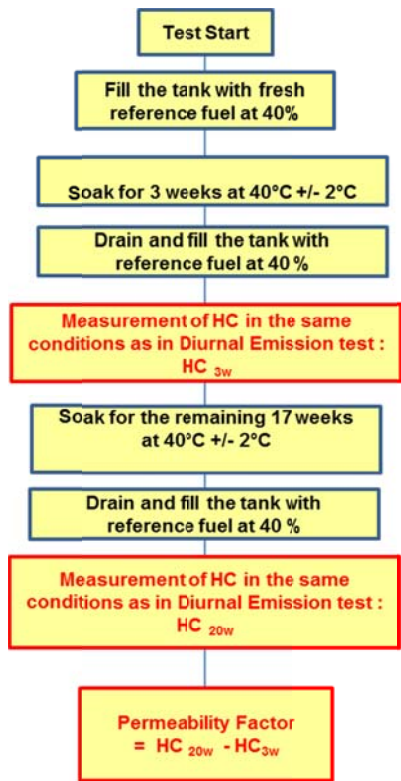 Test Start
Fill the tank with fresh
reference fuel at 40%
Soak for 3 weeks at 40°C +/- 2°C
Drain and fill the tank with
reference fuel at 40 %
Measurement of HC in the same
conditions as in Diurnal Emission test :
HC 3w
Soak for the remaining 17 weeks
at 40°C +/- 2°C
Drain and fill the tank with
reference fuel at 40 %
Measurement of HC in the same
conditions as in Diurnal Emission test :
HC 20w
Permeability Factor
= HC 20w - HC3w